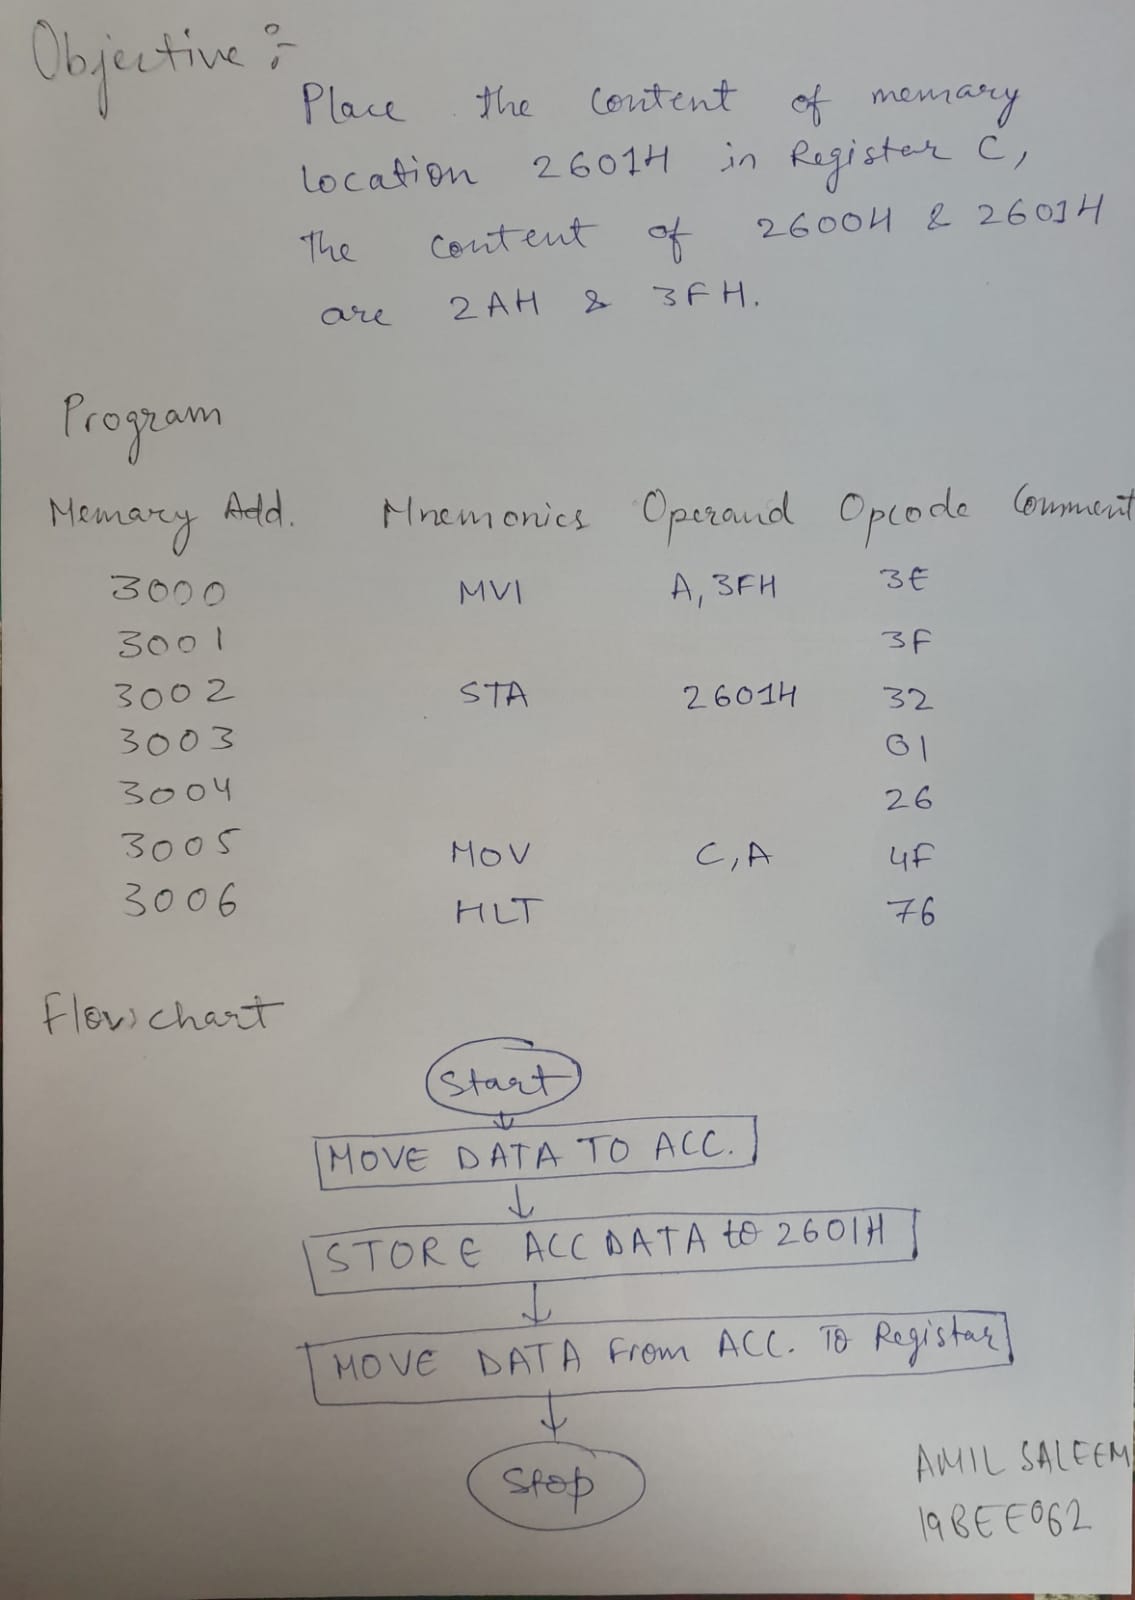 Objective :-
Place the content of memary
location 2601H in Registar C,
The content of 2600H & 2601H
are 2AH & 3FH.
Program
Memary Add. Mnemonics Operand Opcode Comment
3000 MVI A, 3FH 3E
3001 3F
3002 STA 2601H 32
3003 01
3004 26
3005 MOV C, A 4F
3006 HLT 76
Flowchart
Start
MOVE DATA TO ACC.
STORE ACC DATA to 2601H
MOVE DATA From ACC. To Registar
Stop
AMIL SALEEM
19BEE062